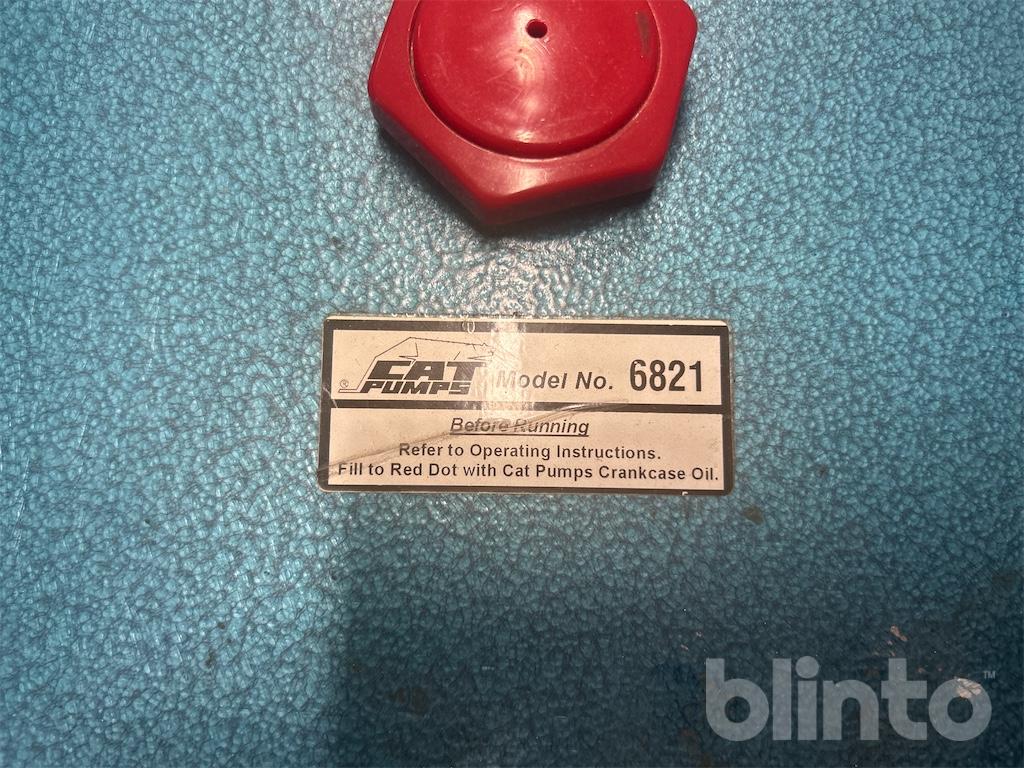 CAT
PUMPS ® Model No. 6821
Before Running
Refer to Operating Instructions.
Fill to Red Dot with Cat Pumps Crankcase Oil.
blinto™